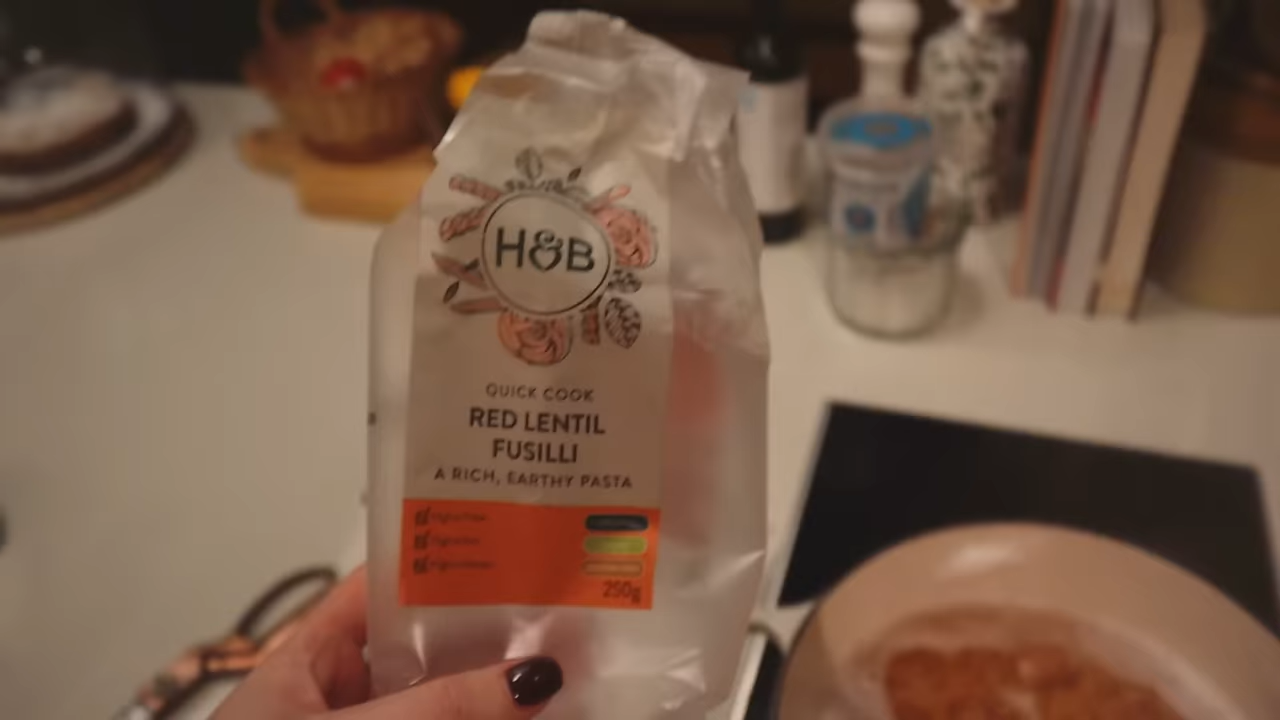 H&B
QUICK COOK
RED LENTIL
FUSILLI
A RICH, EARTHY PASTA
250g